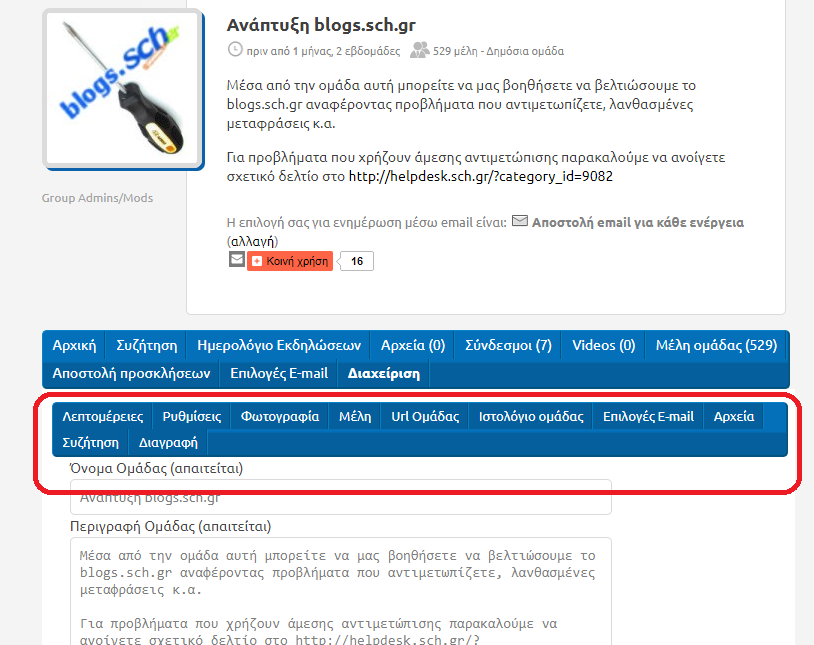 blogs.sch.gr
Ανάπτυξη blogs.sch.gr
πριν από 1 μήνας, 2 εβδομάδες 529 μέλη - Δημόσια ομάδα
Μέσα από την ομάδα αυτή μπορείτε να μας βοηθήσετε να βελτιώσουμε το
blogs.sch.gr αναφέροντας προβλήματα που αντιμετωπίζετε, λανθασμένες
μεταφράσεις κ.α.
Για προβλήματα που χρήζουν άμεσης αντιμετώπισης παρακαλούμε να ανοίγετε
σχετικό δελτίο στο http://helpdesk.sch.gr/?category_id=9082
Group Admins/Mods
Η επιλογή σας για ενημέρωση μέσω email είναι: Αποστολή email για κάθε ενέργεια
(αλλαγή)
Κοινή χρήση 16
Αρχική Συζήτηση Ημερολόγιο Εκδηλώσεων Αρχεία (0) Σύνδεσμοι (7) Videos (0) Μέλη ομάδας (529)
Αποστολή προσκλήσεων Επιλογές E-mail Διαχείριση
Λεπτομέρειες Ρυθμίσεις Φωτογραφία Μέλη Url Ομάδας Ιστολόγιο ομάδας Επιλογές E-mail Αρχεία
Συζήτηση Διαγραφή
Όνομα Ομάδας (απαιτείται)
Ανάπτυξη blogs.sch.gr
Περιγραφή Ομάδας (απαιτείται)
Μέσα από την ομάδα αυτή μπορείτε να μας βοηθήσετε να βελτιώσουμε το
blogs.sch.gr αναφέροντας προβλήματα που αντιμετωπίζετε, λανθασμένες
μεταφράσεις κ.α.
Για προβλήματα που χρήζουν άμεσης αντιμετώπισης παρακαλούμε να
ανοίγετε σχετικό δελτίο στο http://helpdesk.sch.gr/?